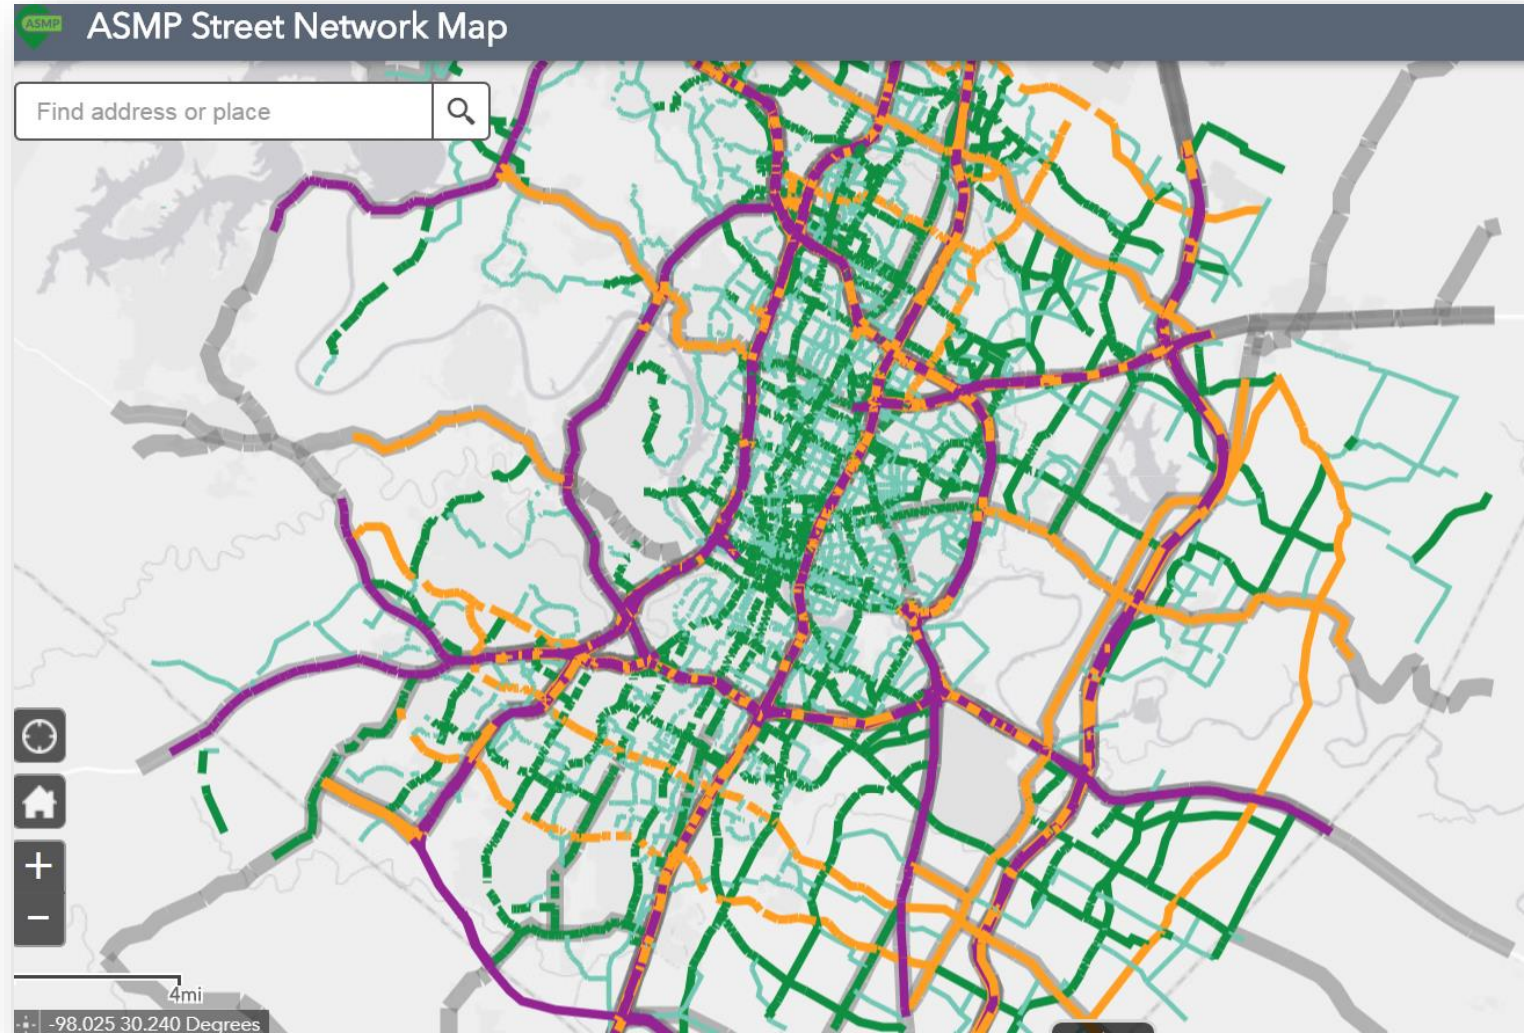 ASMP
ASMP Street Network Map
Find address or place
+
−
4mi
-98.025 30.240 Degrees